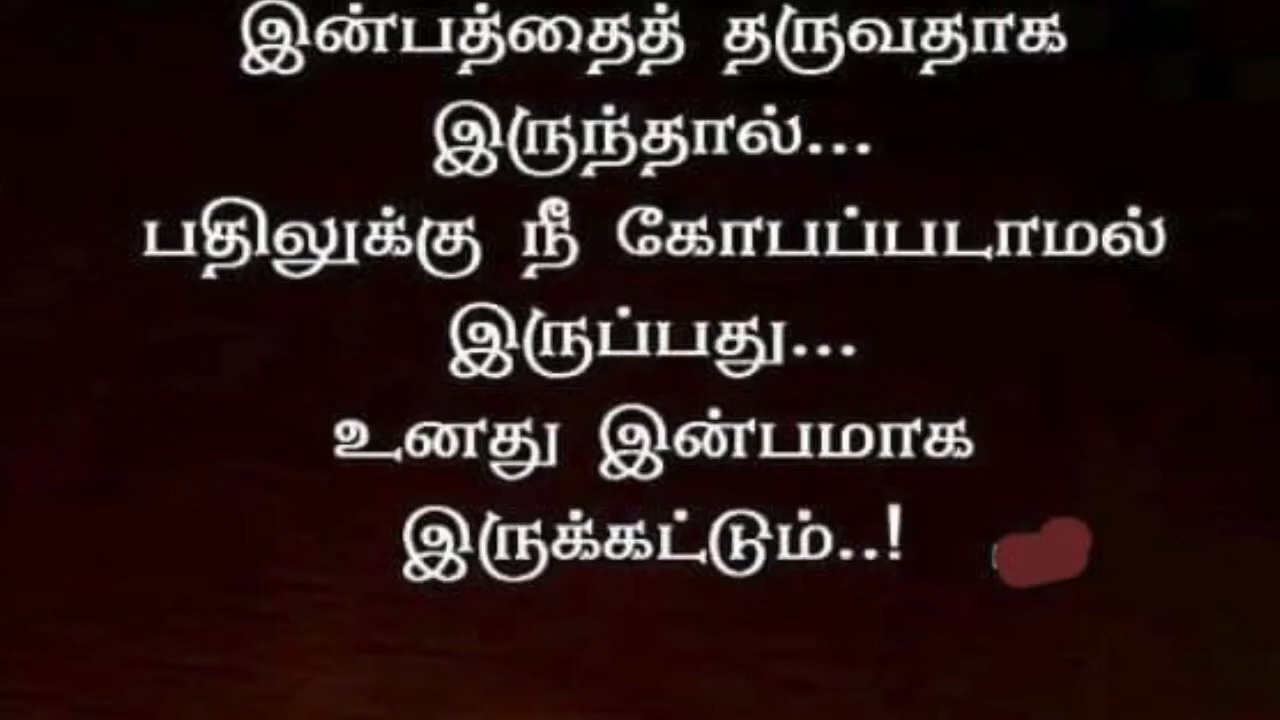 இன்பத்தைத் தருவதாக
இருந்தால்...
பதிலுக்கு நீ கோபப்படாமல்
இருப்பது...
உனது இன்பமாக
இருக்கட்டும்..!